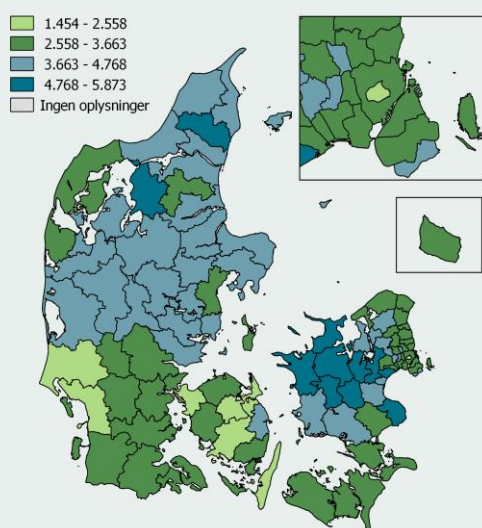 1.454 - 2.558
2.558 - 3.663
3.663 - 4.768
4.768 - 5.873
Ingen oplysninger